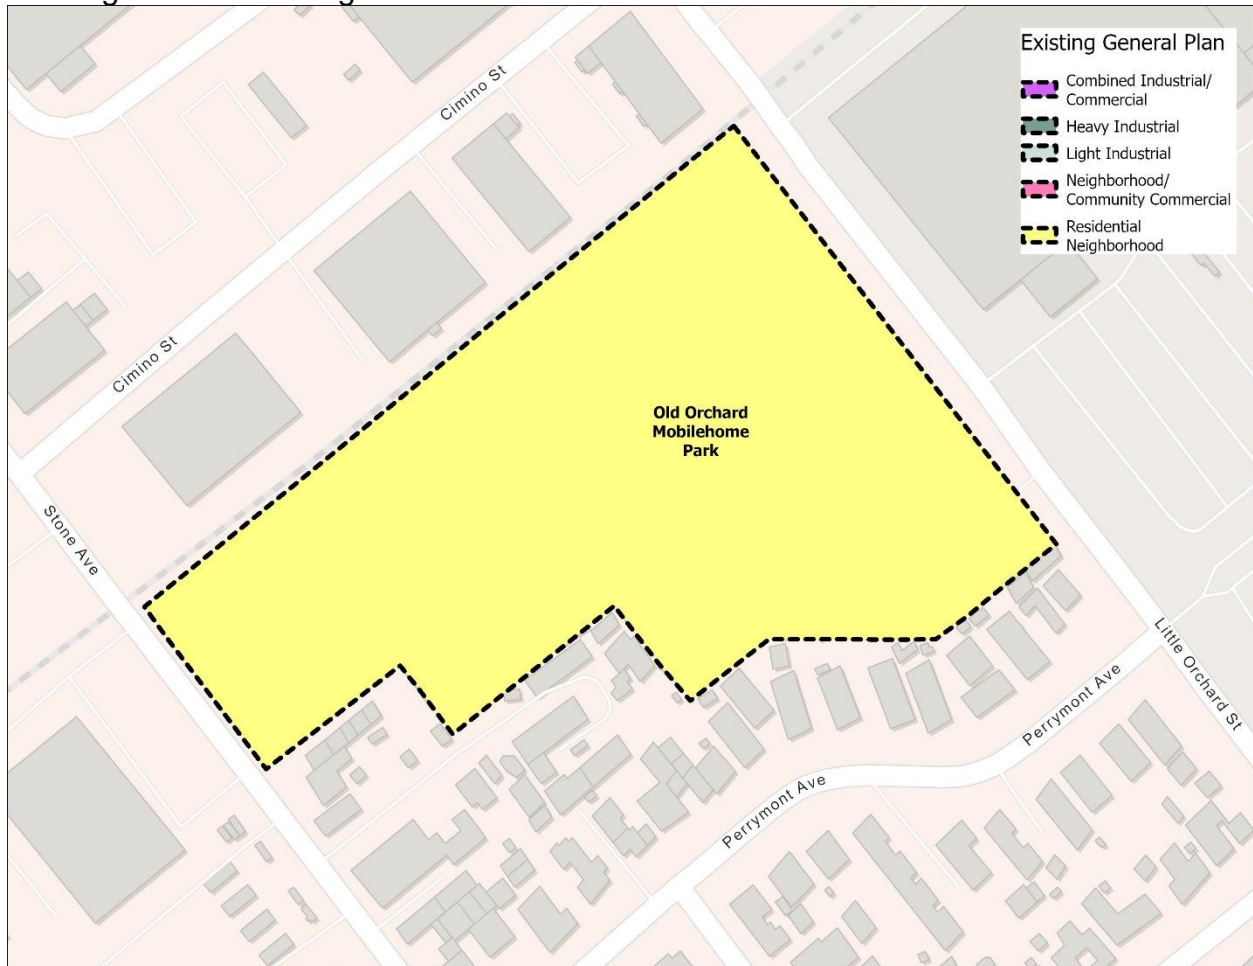 Existing General Plan
Combined Industrial/
Commercial
Heavy Industrial
Light Industrial
Neighborhood/
Community Commercial
Residential
Neighborhood
Cimino St
Cimino St
Old Orchard
Mobilehome
Park
Stone Ave
Little Orchard St
Perrymont Ave
Perrymont Ave